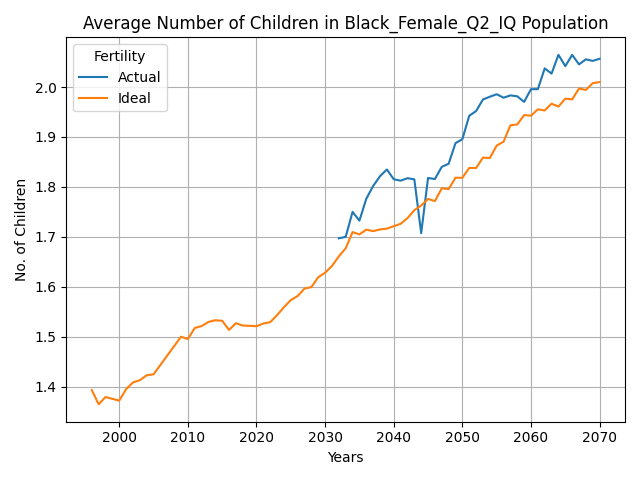 Average Number of Children in Black_Female_Q2_IQ Population
Fertility
Actual
Ideal
No. of Children
2.0
1.9
1.8
1.7
1.6
1.5
1.4
2000 2010 2020 2030 2040 2050 2060 2070
Years